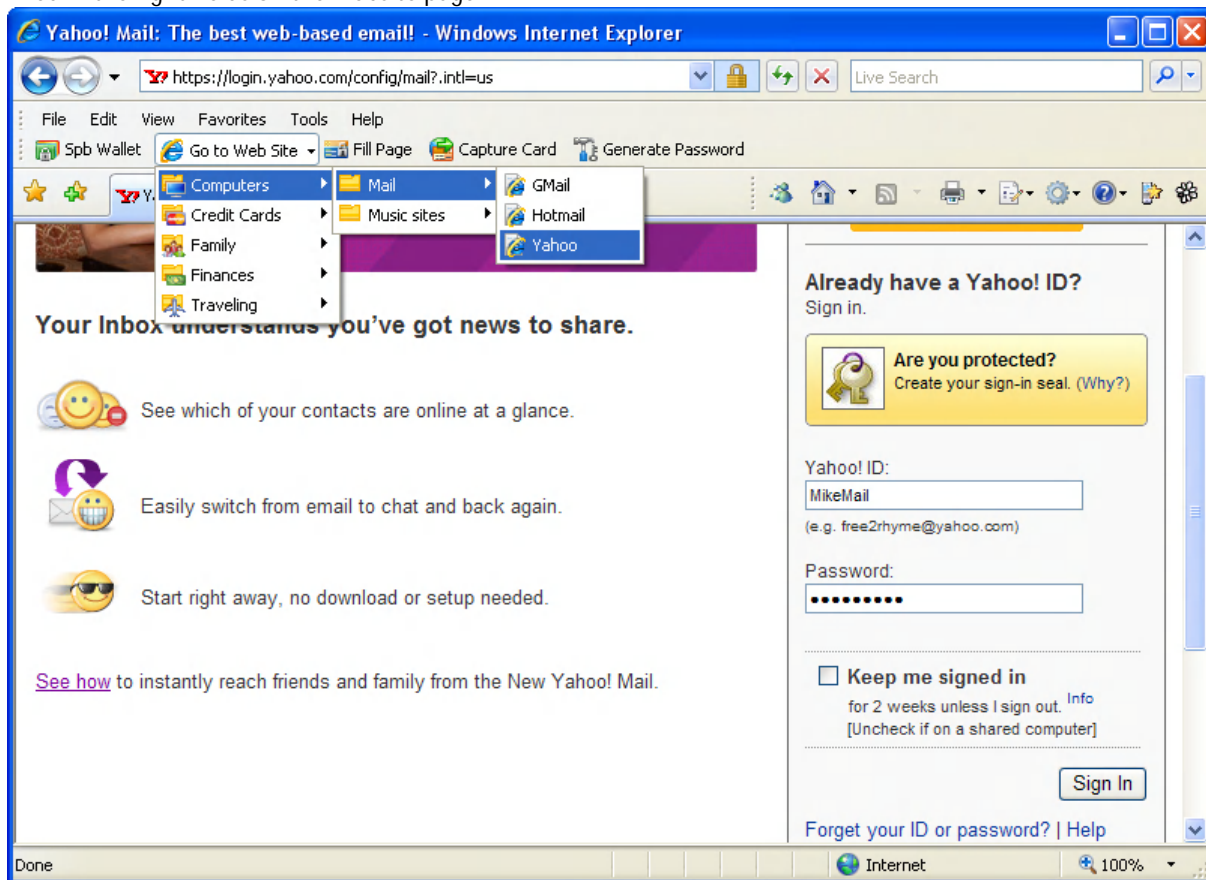 Yahoo! Mail: The best web-based email! - Windows Internet Explorer
https://login.yahoo.com/config/mail?.intl=us
Live Search
File Edit View Favorites Tools Help
Spb Wallet Go to Web Site Fill Page Capture Card Generate Password
Y.
Computers
Credit Cards
Family
Finances
Traveling
Mail
Music sites
GMail
Hotmail
Yahoo
Your Inbox understands you've got news to share.
See which of your contacts are online at a glance.
Easily switch from email to chat and back again.
Start right away, no download or setup needed.
See how to instantly reach friends and family from the New Yahoo! Mail.
Already have a Yahoo! ID?
Sign in.
Are you protected?
Create your sign-in seal. (Why?)
Yahoo! ID:
MikeMail
(e.g. free2rhyme@yahoo.com)
Password:
•••••••••
Keep me signed in
for 2 weeks unless I sign out. Info
[Uncheck if on a shared computer]
Sign In
Forget your ID or password? | Help
Done
Internet
100%